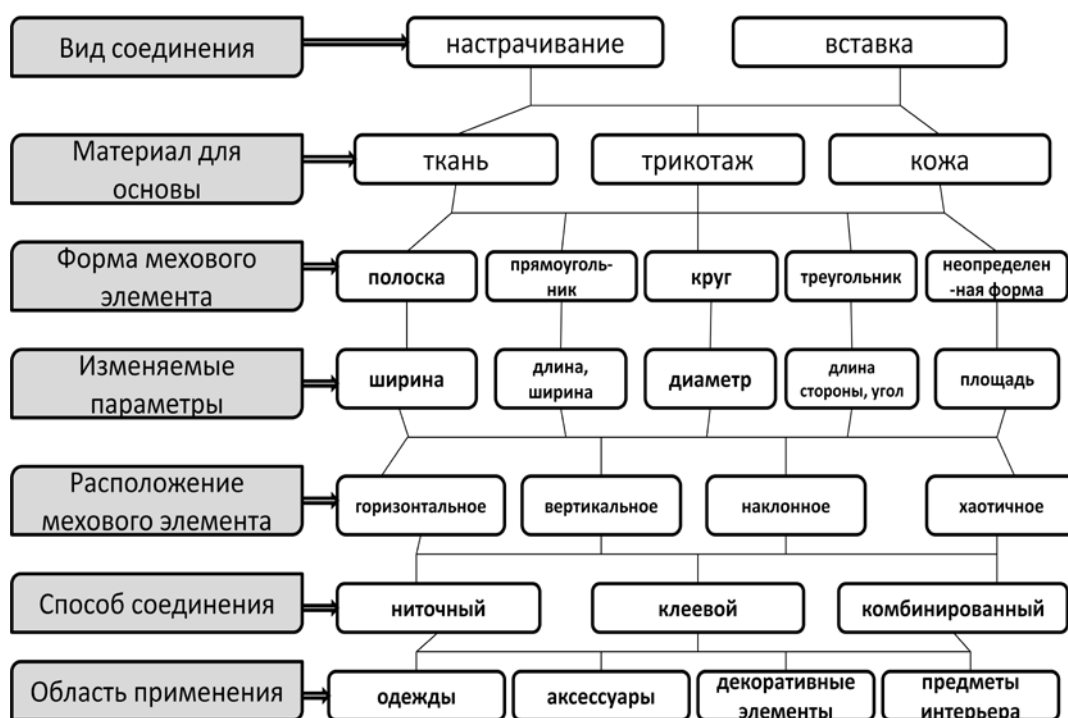 Вид соединения
настрачивание
вставка
Материал для
основы
ткань
трикотаж
кожа
Форма мехового
элемента
полоска
прямоуголь-
ник
круг
треугольник
неопределен
-ная форма
Изменяемые
параметры
ширина
длина,
ширина
диаметр
длина
стороны, угол
площадь
Расположение
мехового элемента
горизонтальное
вертикальное
наклонное
хаотичное
Способ соединения
ниточный
клеевой
комбинированный
Область применения
одежды
аксессуары
декоративные
элементы
предметы
интерьера